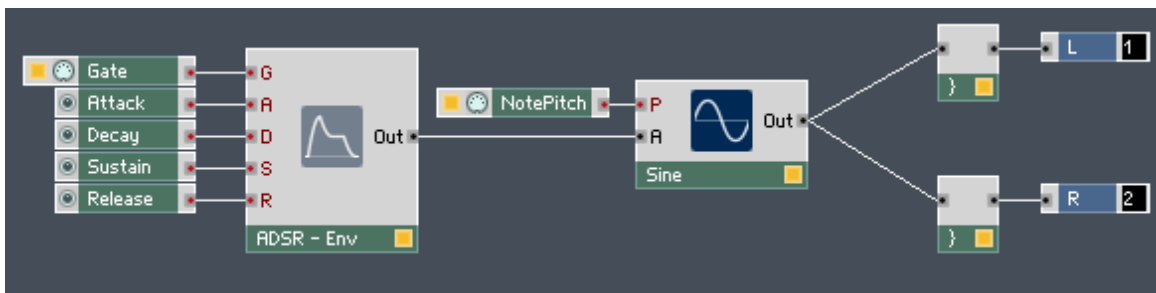 Gate
Attack
Decay
Sustain
Release
G
A
D
S
R
Out
ADSR - Env
NotePitch
P
A
Out
Sine
}
L 1
}
R 2